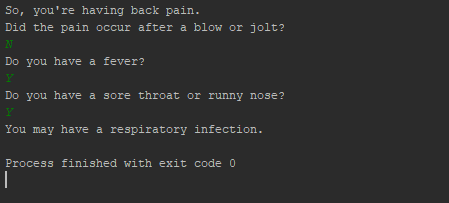 So, you're having back pain.
Did the pain occur after a blow or jolt?
N
Do you have a fever?
Y
Do you have a sore throat or runny nose?
Y
You may have a respiratory infection.
Process finished with exit code 0